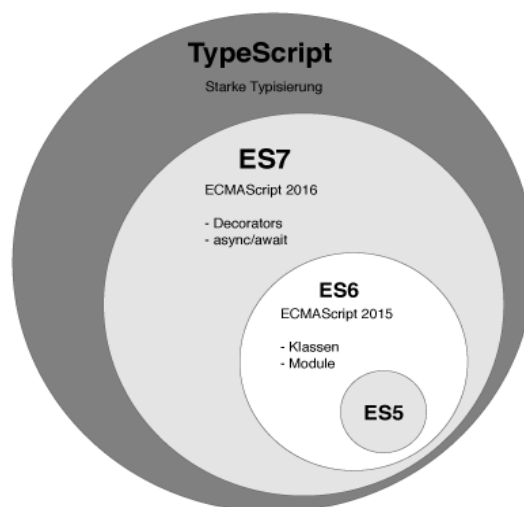 TypeScript
Starke Typisierung
ES7
ECMAScript 2016
- Decorators
- async/await
ES6
ECMAScript 2015
- Klassen
- Module
ES5